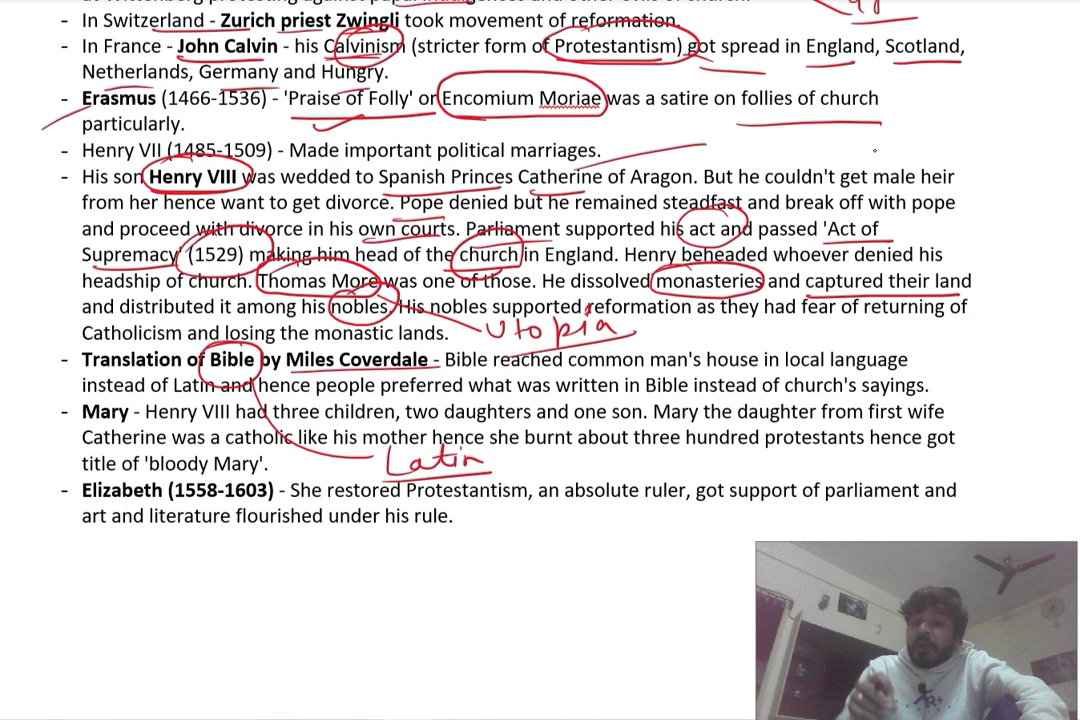 - In Switzerland - Zurich priest Zwingli took movement of reformation.
- In France - John Calvin - his Calvinism (stricter form of Protestantism) got spread in England, Scotland,
Netherlands, Germany and Hungry.
- Erasmus (1466-1536) - 'Praise of Folly' or Encomium Moriae was a satire on follies of church
particularly.
- Henry VII (1485-1509) - Made important political marriages.
- His son Henry VIII was wedded to Spanish Princes Catherine of Aragon. But he couldn't get male heir
from her hence want to get divorce. Pope denied but he remained steadfast and break off with pope
and proceed with divorce in his own courts. Parliament supported his act and passed 'Act of
Supremacy' (1529) making him head of the church in England. Henry beheaded whoever denied his
headship of church. Thomas More was one of those. He dissolved monasteries and captured their land
and distributed it among his nobles. His nobles supported reformation as they had fear of returning of
Catholicism and losing the monastic lands.
Utopia
- Translation of Bible by Miles Coverdale - Bible reached common man's house in local language
instead of Latin and hence people preferred what was written in Bible instead of church's sayings.
- Mary - Henry VIII had three children, two daughters and one son. Mary the daughter from first wife
Catherine was a catholic like his mother hence she burnt about three hundred protestants hence got
title of 'bloody Mary'.
Latin
- Elizabeth (1558-1603) - She restored Protestantism, an absolute ruler, got support of parliament and
art and literature flourished under his rule.